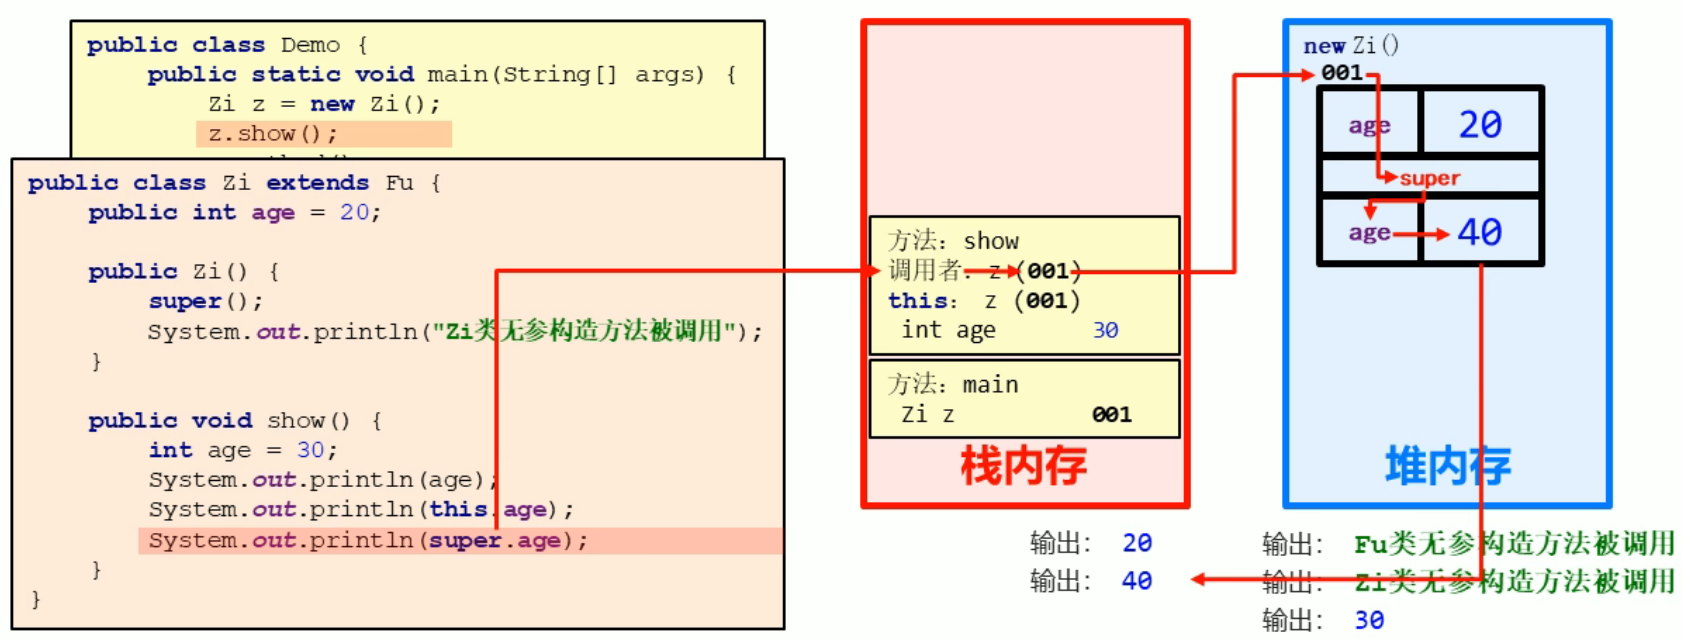 public class Demo {
public static void main(String[] args) {
Zi z = new Zi();
z.show();
public class Zi extends Fu {
public int age = 20;
public Zi() {
super();
System.out.println("Zi类无参构造方法被调用");
}
public void show() {
int age = 30;
System.out.println(age);
System.out.println(this.age);
System.out.println(super.age);
}
}
方法：show
调用者：z (001)
this： z (001)
int age 30
方法：main
Zi z 001
栈内存
new Zi()
001
age 20
super
age 40
堆内存
输出： 20
输出： 40
输出： Fu类无参构造方法被调用
输出： Zi类无参构造方法被调用
输出： 30